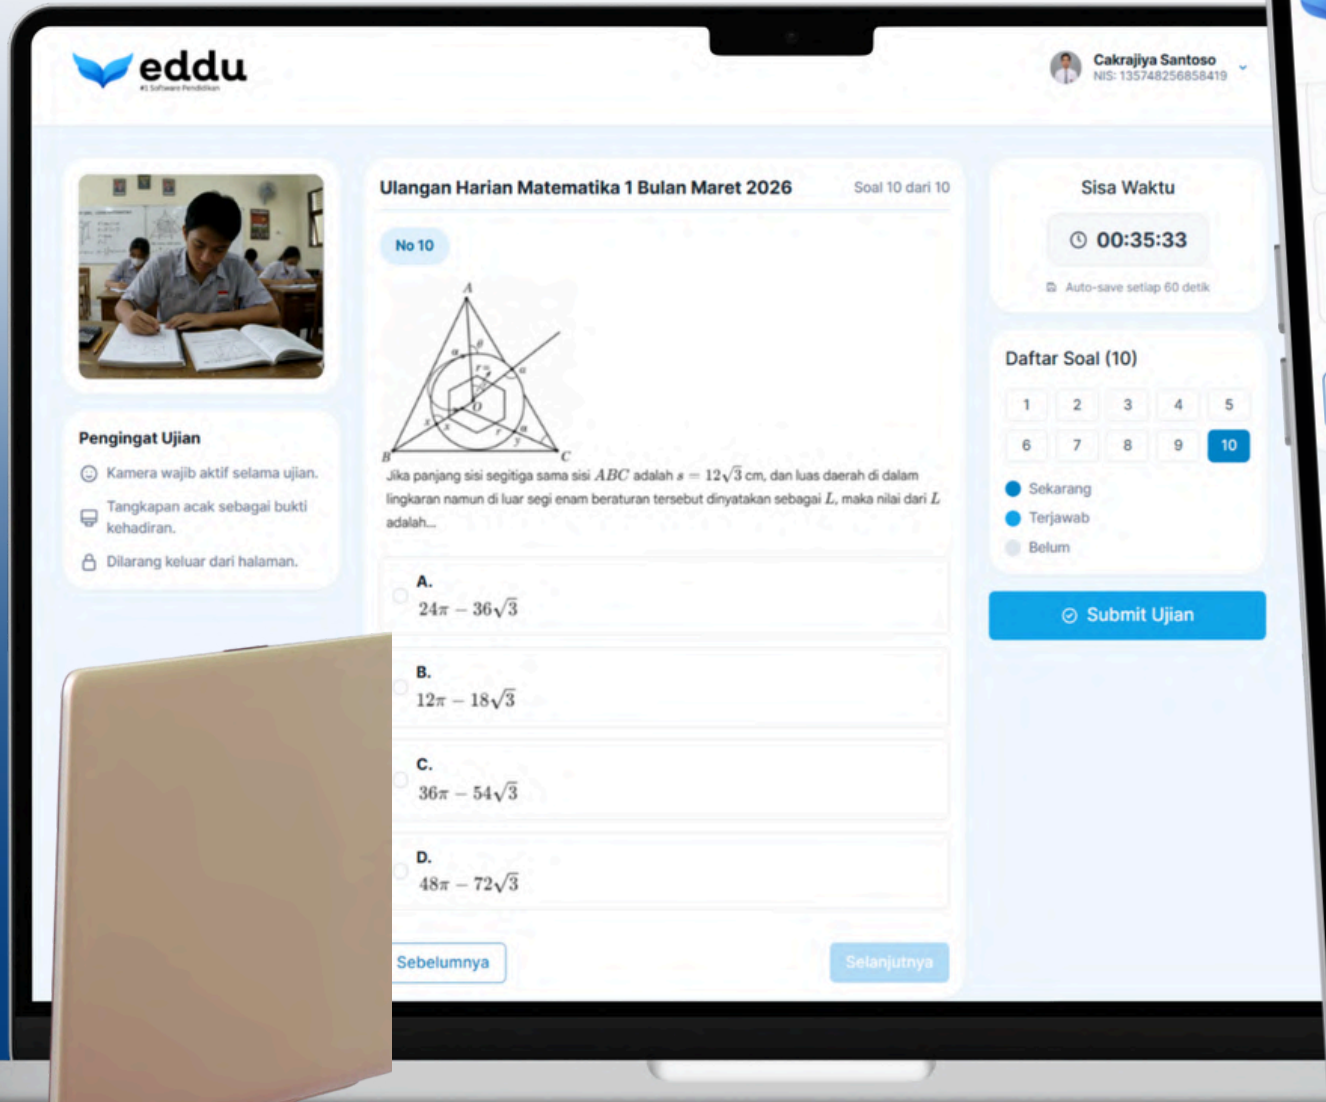 eddu
#1 Software Pendidikan
Cakrajiya Santoso
NIS: 135748256858419
Pengingat Ujian
Kamera wajib aktif selama ujian.
Tangkapan acak sebagai bukti
kehadiran.
Dilarang keluar dari halaman.
Ulangan Harian Matematika 1 Bulan Maret 2026
Soal 10 dari 10
No 10
A
α θ
r
α
O
x x r α
y
B C
Jika panjang sisi segitiga sama sisi ABC adalah s = 12√3 cm, dan luas daerah di dalam
lingkaran namun di luar segi enam beraturan tersebut dinyatakan sebagai L, maka nilai dari L
adalah...
A.
24π − 36√3
B.
12π − 18√3
C.
36π − 54√3
D.
48π − 72√3
Sebelumnya
Selanjutnya
Sisa Waktu
00:35:33
Auto-save setiap 60 detik
Daftar Soal (10)
1 2 3 4 5
6 7 8 9 10
Sekarang
Terjawab
Belum
Submit Ujian